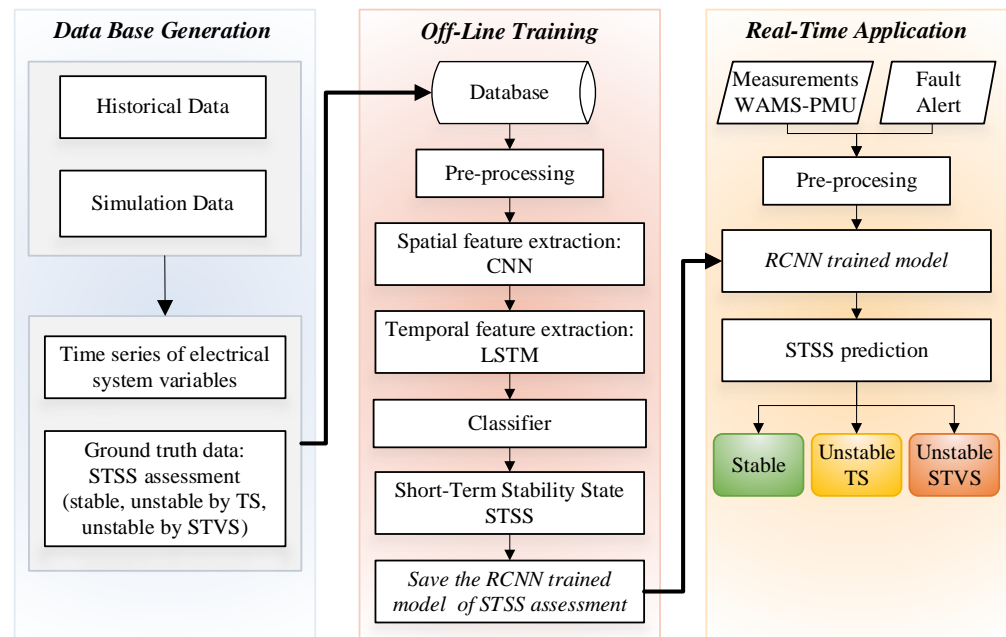 Data Base Generation
Historical Data
Simulation Data
Time series of electrical
system variables
Ground truth data:
STSS assessment
(stable, unstable by TS,
unstable by STVS)
Off-Line Training
Database
Pre-processing
Spatial feature extraction:
CNN
Temporal feature extraction:
LSTM
Classifier
Short-Term Stability State
STSS
Save the RCNN trained
model of STSS assessment
Real-Time Application
Measurements
WAMS-PMU
Fault
Alert
Pre-procesing
RCNN trained model
STSS prediction
Stable
Unstable
TS
Unstable
STVS